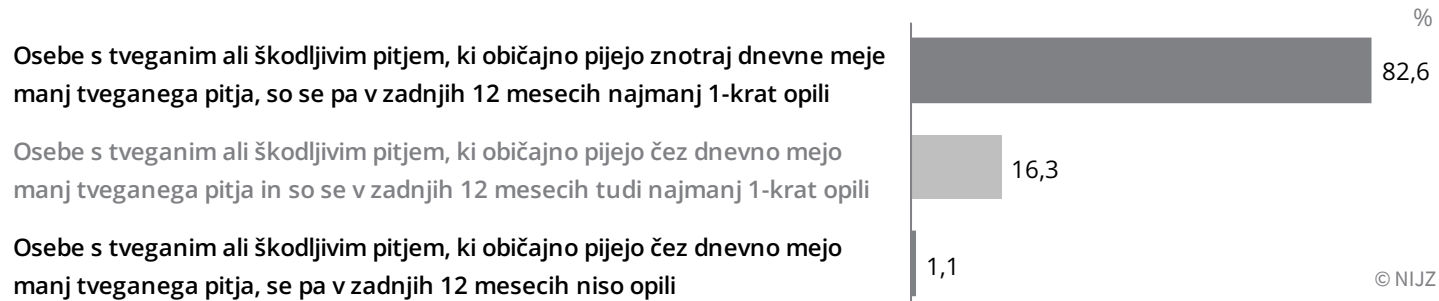 %
Osebe s tveganim ali škodljivim pitjem, ki običajno pijejo znotraj dnevne meje
manj tveganega pitja, so se pa v zadnjih 12 mesecih najmanj 1-krat opili
82,6
Osebe s tveganim ali škodljivim pitjem, ki običajno pijejo čez dnevno mejo
manj tveganega pitja in so se v zadnjih 12 mesecih tudi najmanj 1-krat opili
16,3
Osebe s tveganim ali škodljivim pitjem, ki običajno pijejo čez dnevno mejo
manj tveganega pitja, se pa v zadnjih 12 mesecih niso opili
1,1
© NIJZ